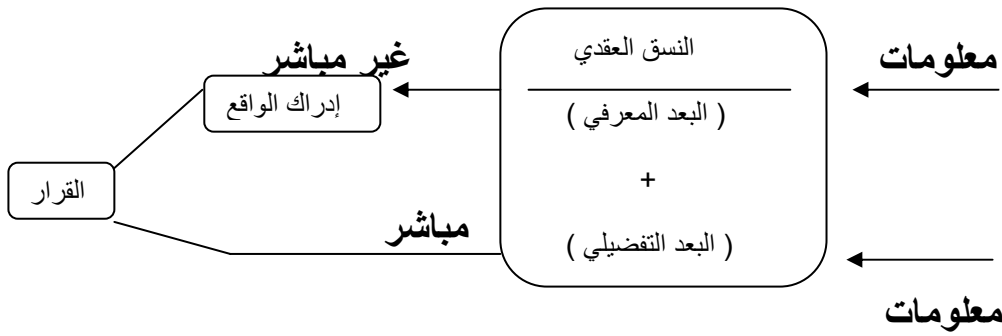 معلومات
النسق العقدي
( البعد المعرفي )
+
( البعد التفضيلي )
معلومات
غير مباشر
إدراك الواقع
مباشر
القرار